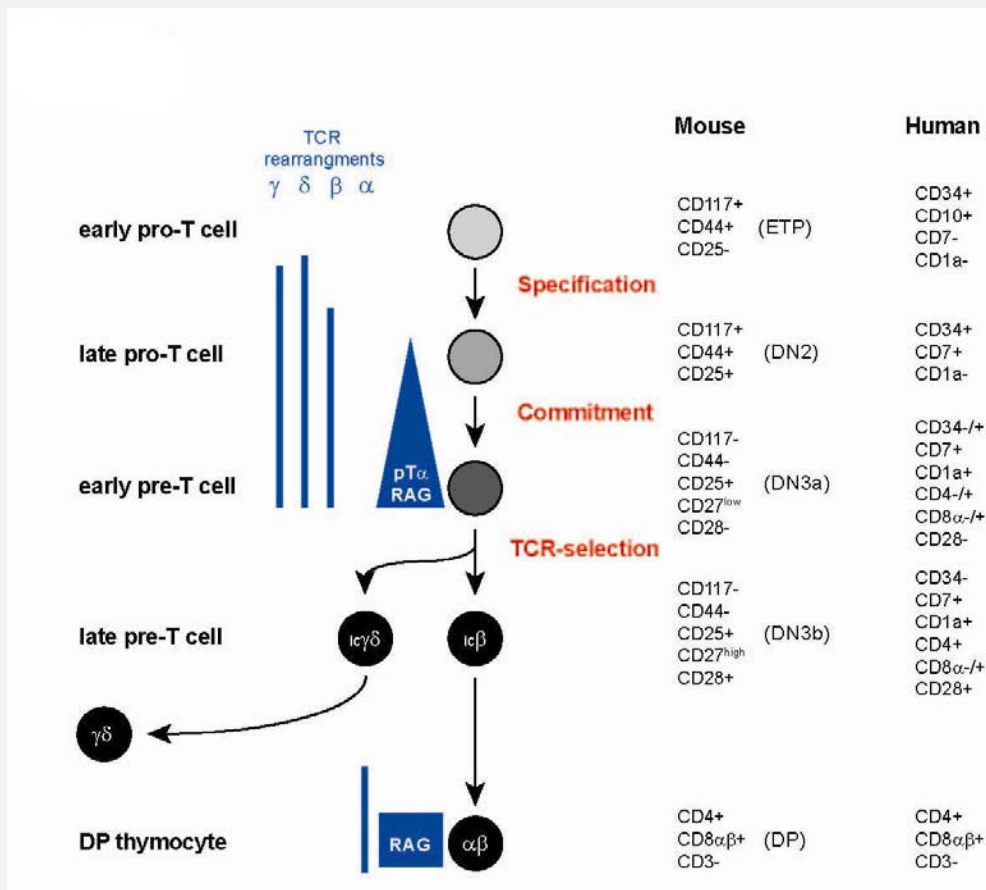 Mouse
Human
TCR
rearrangments
γ δ β α
early pro-T cell
CD117+
CD44+
CD25-
(ETP)
CD34+
CD10+
CD7-
CD1a-
Specification
late pro-T cell
CD117+
CD44+
CD25+
(DN2)
CD34+
CD7+
CD1a-
Commitment
early pre-T cell
pTα
RAG
CD117-
CD44-
CD25+
CD27low
CD28-
(DN3a)
CD34-/+
CD7+
CD1a+
CD4-/+
CD8α-/+
CD28-
TCR-selection
late pre-T cell
icγδ
icβ
CD117-
CD44-
CD25+
CD27high
CD28+
(DN3b)
CD34-
CD7+
CD1a+
CD4+
CD8α-/+
CD28+
γδ
DP thymocyte
RAG
αβ
CD4+
CD8αβ+
CD3-
(DP)
CD4+
CD8αβ+
CD3-